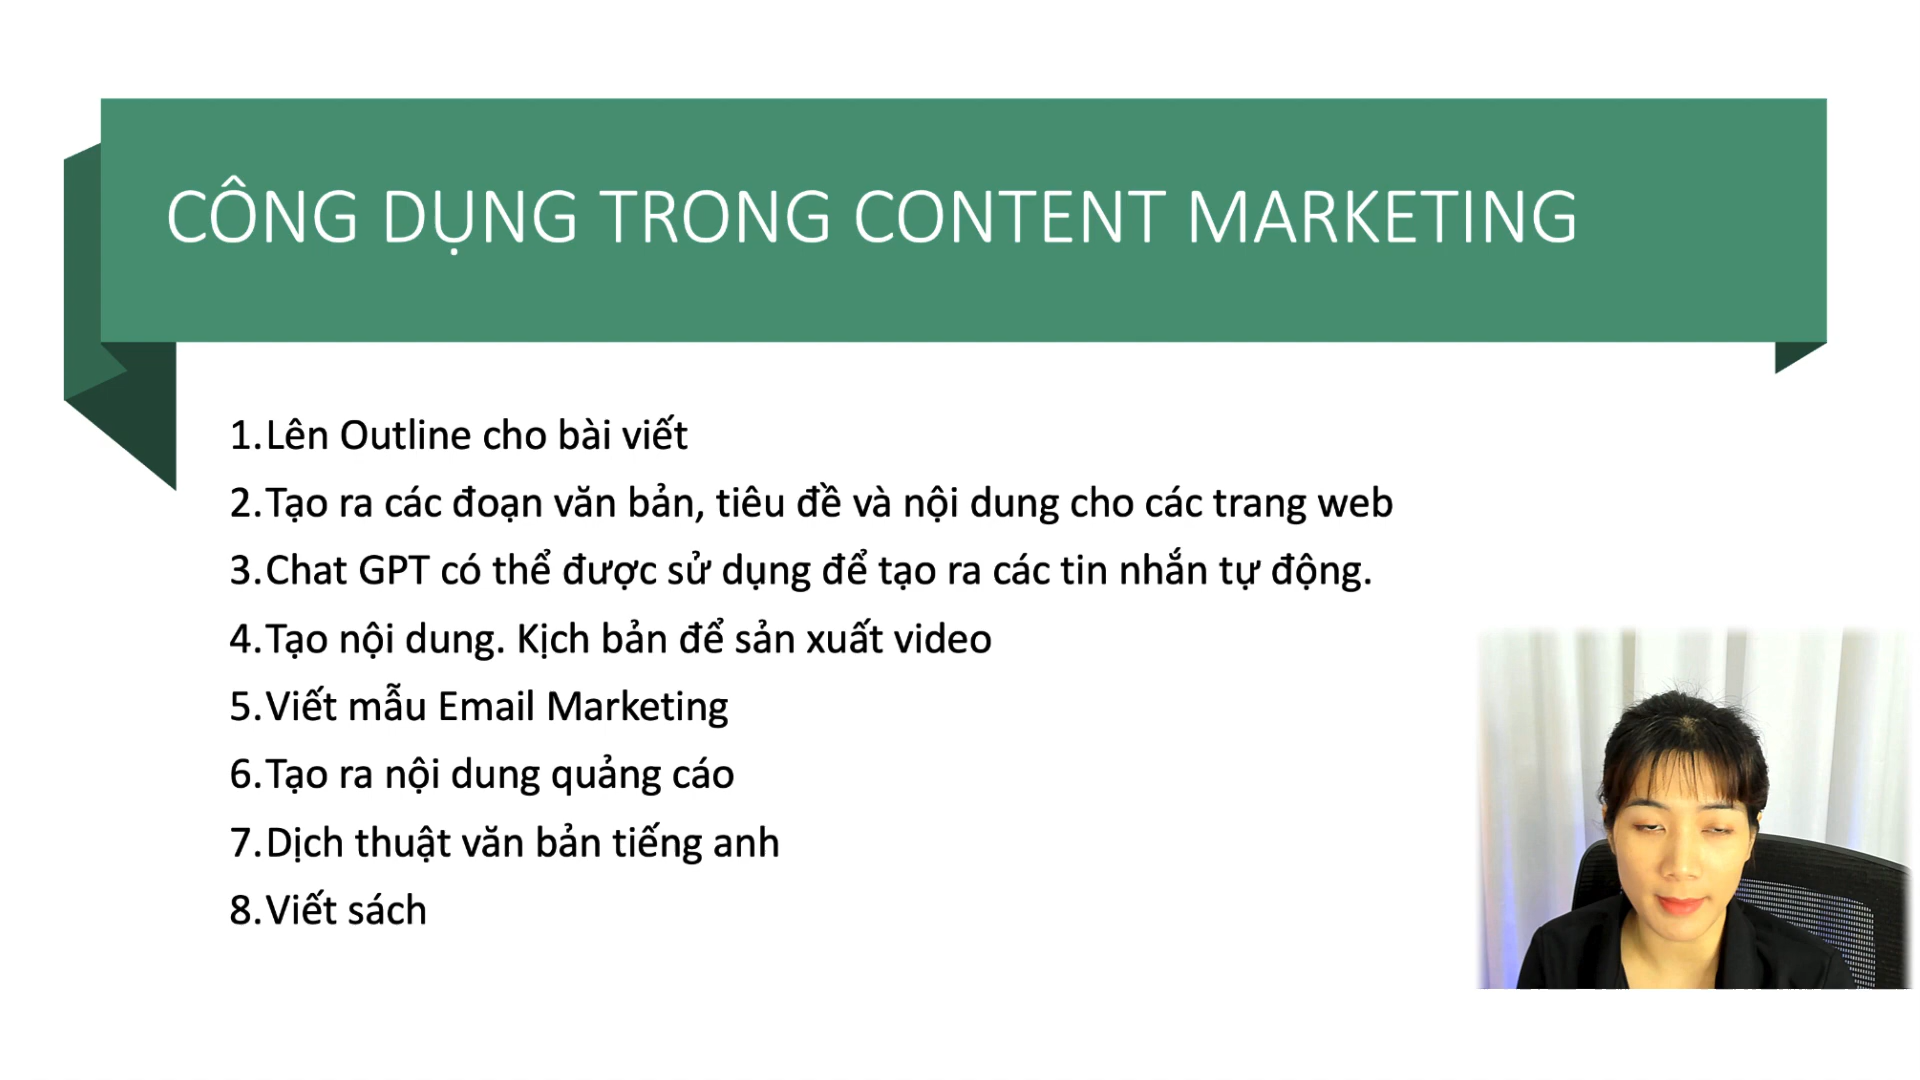 CÔNG DỤNG TRONG CONTENT MARKETING
1.Lên Outline cho bài viết
2.Tạo ra các đoạn văn bản, tiêu đề và nội dung cho các trang web
3.Chat GPT có thể được sử dụng để tạo ra các tin nhắn tự động.
4.Tạo nội dung. Kịch bản để sản xuất video
5.Viết mẫu Email Marketing
6.Tạo ra nội dung quảng cáo
7.Dịch thuật văn bản tiếng anh
8.Viết sách